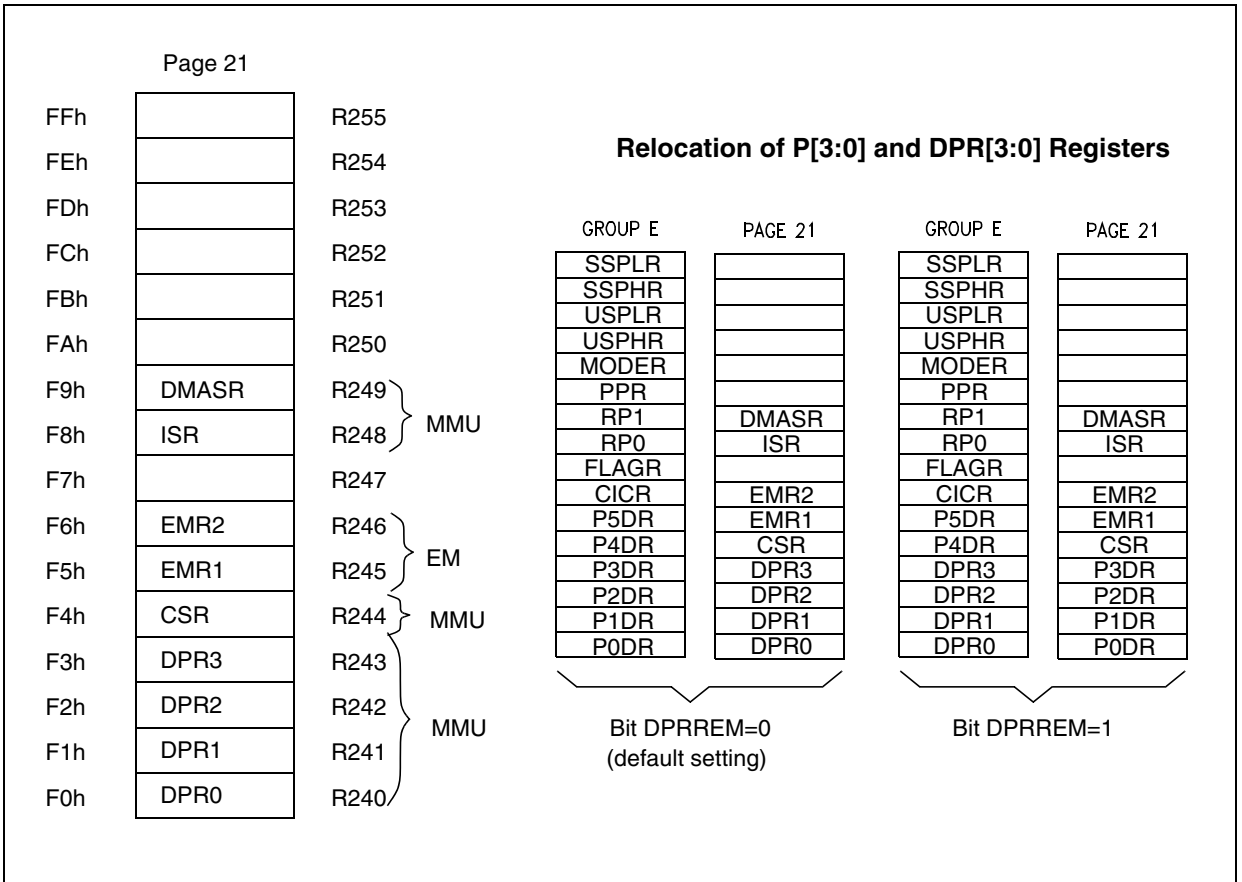 Page 21
FFh R255
FEh R254
FDh R253
FCh R252
FBh R251
FAh R250
F9h DMASR R249
F8h ISR R248
MMU
F7h R247
F6h EMR2 R246
F5h EMR1 R245
EM
F4h CSR R244 MMU
F3h DPR3 R243
F2h DPR2 R242
F1h DPR1 R241
F0h DPR0 R240
MMU
Relocation of P[3:0] and DPR[3:0] Registers
GROUP E PAGE 21 GROUP E PAGE 21
SSPLR SSPLR
SSPHR SSPHR
USPLR USPLR
USPHR USPHR
MODER MODER
PPR PPR
RP1 DMASR RP1 DMASR
RP0 ISR RP0 ISR
FLAGR FLAGR
CICR EMR2 CICR EMR2
P5DR EMR1 P5DR EMR1
P4DR CSR P4DR CSR
P3DR DPR3 DPR3 P3DR
P2DR DPR2 DPR2 P2DR
P1DR DPR1 DPR1 P1DR
P0DR DPR0 DPR0 P0DR
Bit DPRREM=0 Bit DPRREM=1
(default setting)